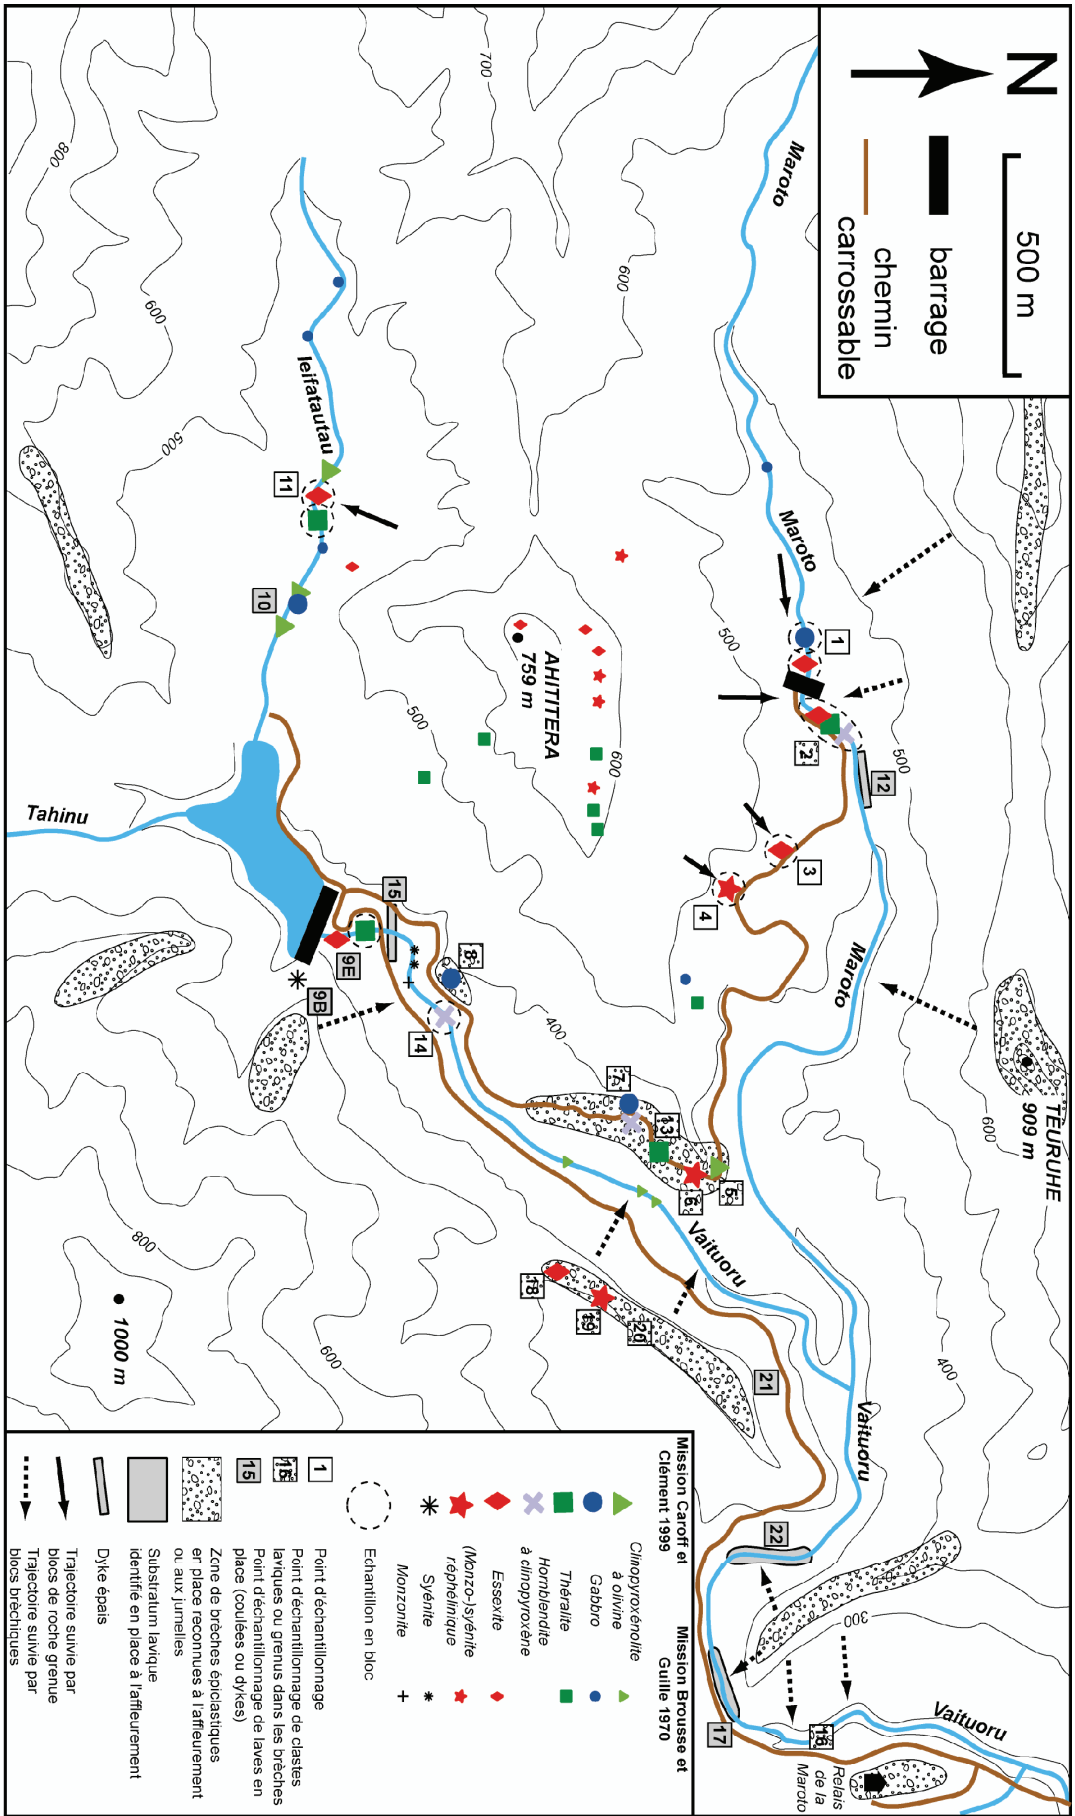 N
500 m
barrage
chemin
carrossable
Maroto
700
800
600
600
500
Ieifatautau
11
10
Maroto
1
500
2
12
500
3
4
AHITITERA
759 m
600
500
Tahinu
15
9E
9B
8
14
400
Maroto
TEURUHE
909 m
600
7
13
6
5
Vaituoru
18
19
20
21
800
1000 m
600
400
Vaituoru
22
300
17
16
Vaituoru
Relais
de la
Maroto
Mission Caroff et
Clément 1999
Mission Brousse et
Guille 1970
Clinopyroxénolite
à olivine
Gabbro
Théralite
Hornblendite
à clinopyroxène
Essexite
(Monzo-)syénite
néphélinique
Syénite
Monzonite
Echantillon en bloc
1
Point d'échantillonnage
16
Point d'échantillonnage de clastes
laviques ou grenus dans les brèches
15
Point d'échantillonnage de laves en
place (coulées ou dykes)
Zone de brèches épiclastiques
en place reconnues à l'affleurement
ou aux jumelles
Substratum lavique
identifié en place à l'affleurement
Dyke épais
Trajectoire suivie par
blocs de roche grenue
Trajectoire suivie par
blocs bréchiques